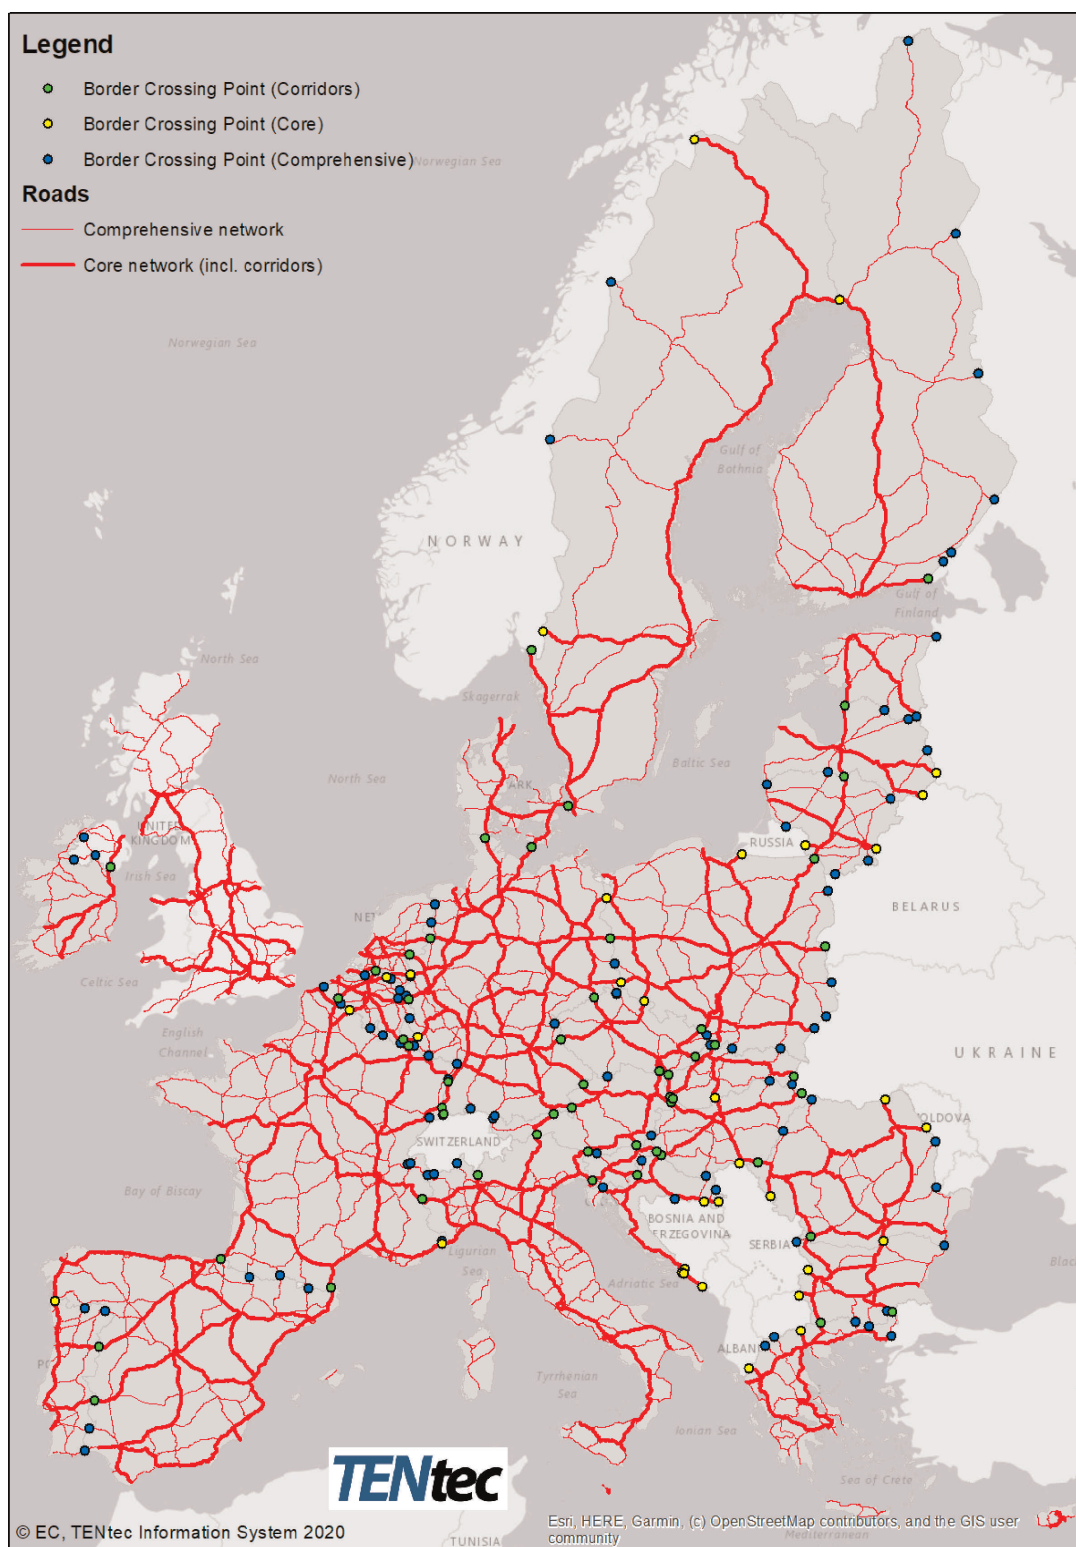 Legend
Border Crossing Point (Corridors)
Border Crossing Point (Core)
Border Crossing Point (Comprehensive)
Norwegian Sea
Roads
Comprehensive network
Core network (incl. corridors)
Norwegian Sea
Gulf of
Bothnia
NORWAY
Gulf of
Finland
North Sea
Skagerrak
Baltic Sea
North Sea
UNITED
KINGDOM
RUSSIA
Irish Sea
BELARUS
Celtic Sea
English
Channel
UKRAINE
MOLDOVA
SWITZERLAND
Bay of Biscay
BOSNIA AND
HERZEGOVINA
SERBIA
Ligurian
Sea
Black
Adriatic Sea
ALBAN
Tyrrhenian
Sea
Ionian Sea
TENtec
Sea of Crete
© EC, TENtec Information System 2020
Esri, HERE, Garmin, (c) OpenStreetMap contributors, and the GIS user
community
TUNISIA
Mediterranean